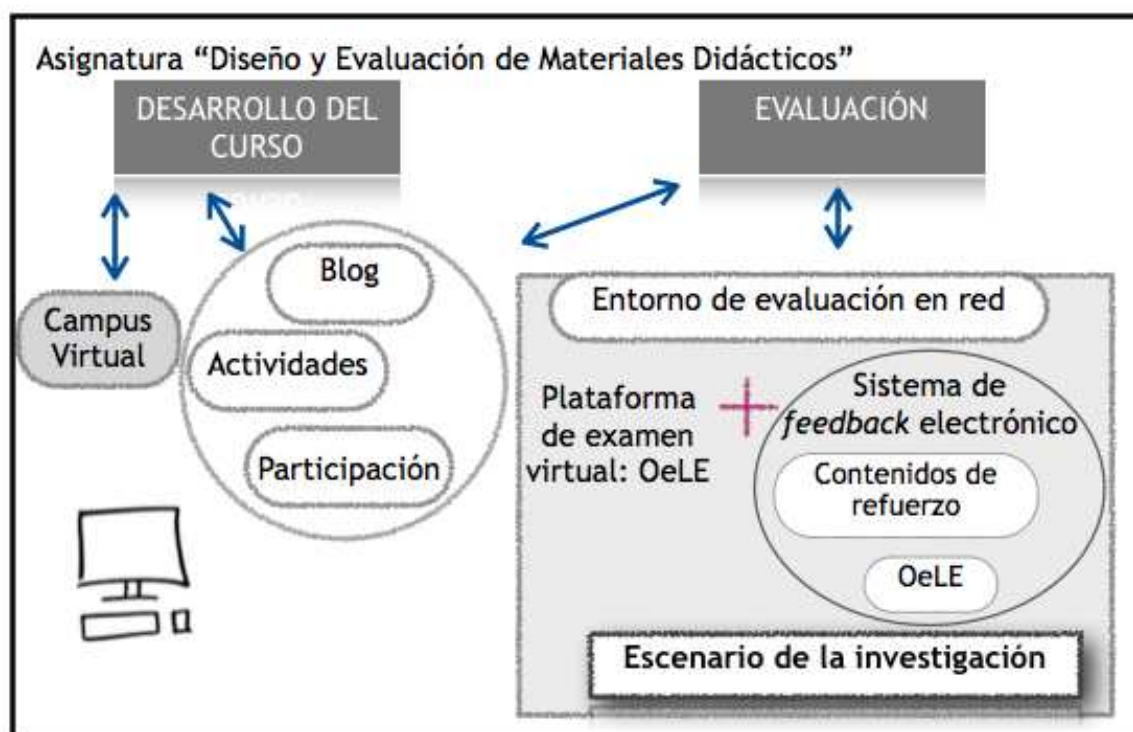 Asignatura “Diseño y Evaluación de Materiales Didácticos”
DESARROLLO DEL
CURSO
EVALUACIÓN
Campus
Virtual
Blog
Actividades
Participación
Entorno de evaluación en red
Plataforma
de examen
virtual: OeLE
Sistema de
feedback electrónico
Contenidos de
refuerzo
OeLE
Escenario de la investigación